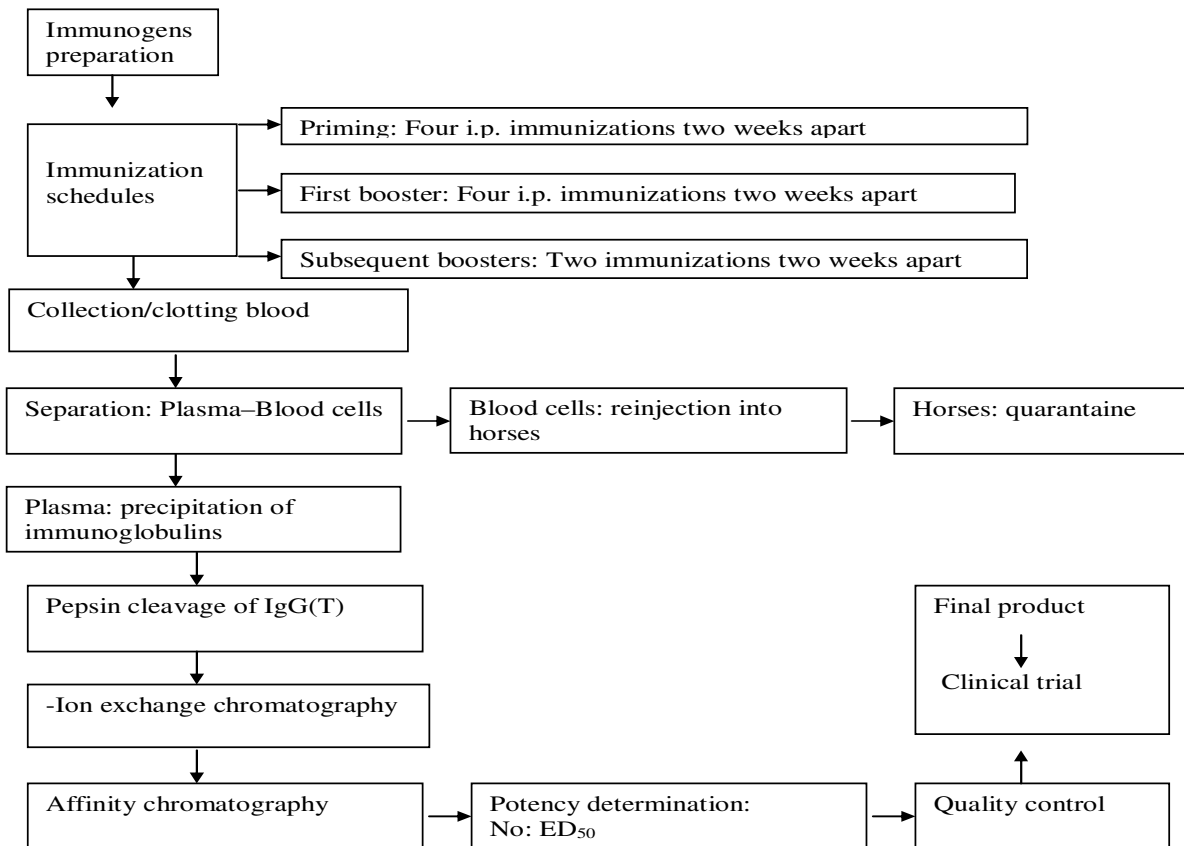 Immunogens
preparation
Priming: Four i.p. immunizations two weeks apart
Immunization
schedules
First booster: Four i.p. immunizations two weeks apart
Subsequent boosters: Two immunizations two weeks apart
Collection/clotting blood
Separation: Plasma–Blood cells
Blood cells: reinjection into
horses
Horses: quarantaine
Plasma: precipitation of
immunoglobulins
Pepsin cleavage of IgG(T)
Final product
Clinical trial
-Ion exchange chromatography
Affinity chromatography
Potency determination:
No: ED₅₀
Quality control